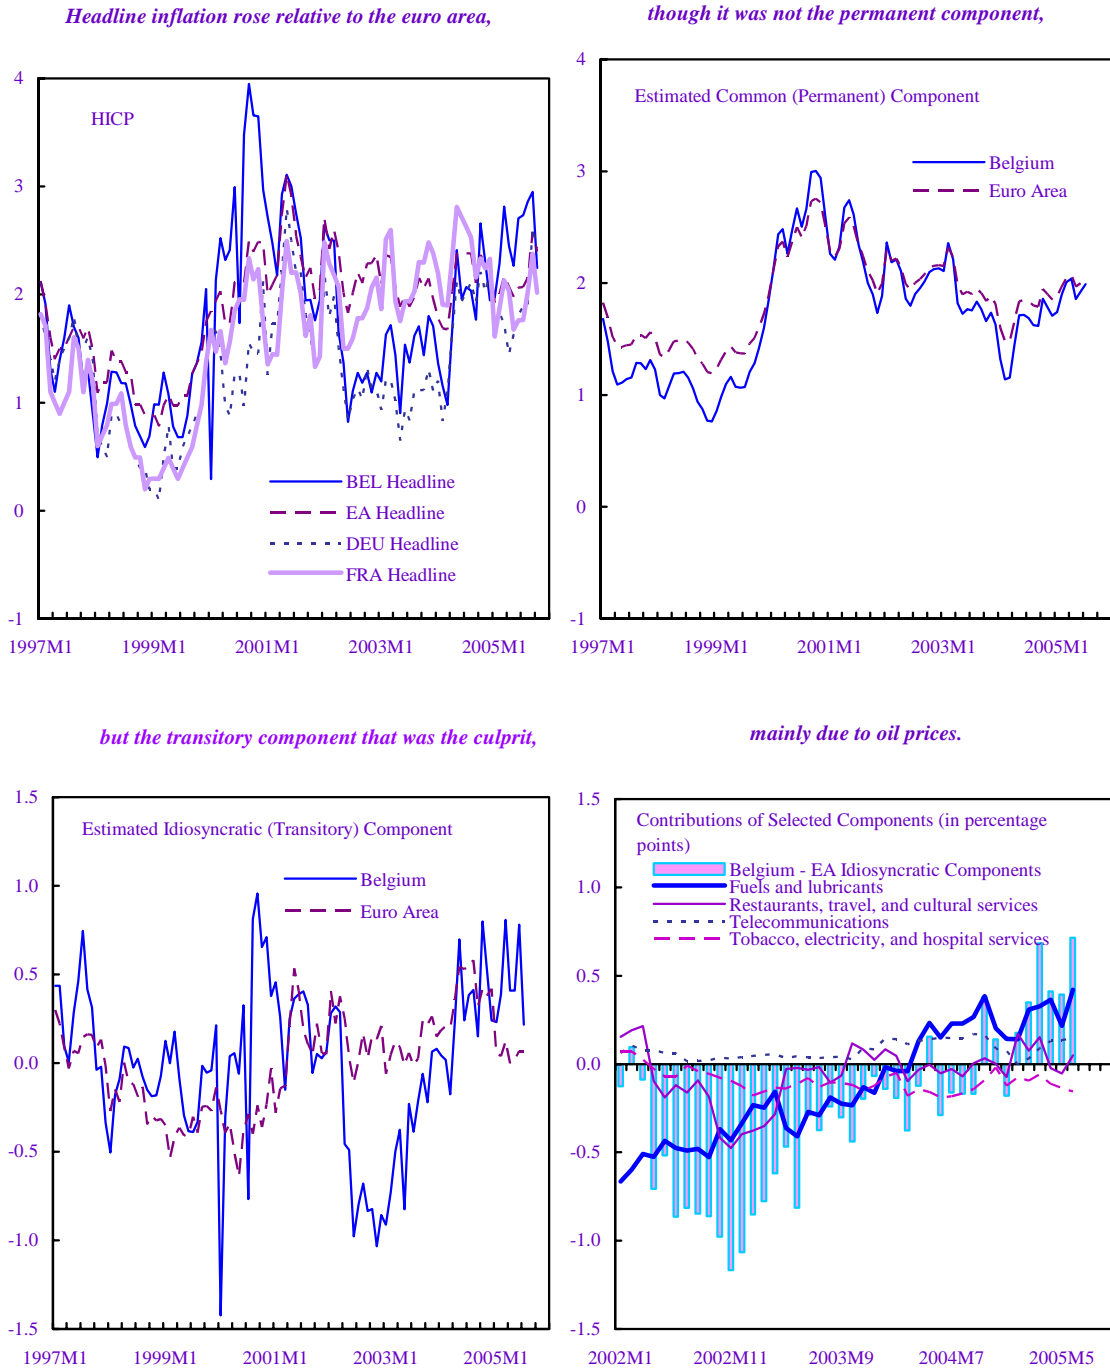 Headline inflation rose relative to the euro area,
though it was not the permanent component,
4
3
2
1
0
-1
HICP
BEL Headline
EA Headline
DEU Headline
FRA Headline
1997M1
1999M1
2001M1
2003M1
2005M1
4
3
2
1
0
-1
Estimated Common (Permanent) Component
Belgium
Euro Area
1997M1
1999M1
2001M1
2003M1
2005M1
but the transitory component that was the culprit,
mainly due to oil prices.
1.5
1.0
0.5
0.0
-0.5
-1.0
-1.5
Estimated Idiosyncratic (Transitory) Component
Belgium
Euro Area
1997M1
1999M1
2001M1
2003M1
2005M1
1.5
1.0
0.5
0.0
-0.5
-1.0
-1.5
Contributions of Selected Components (in percentage
points)
Belgium - EA Idiosyncratic Components
Fuels and lubricants
Restaurants, travel, and cultural services
Telecommunications
Tobacco, electricity, and hospital services
2002M1
2002M11
2003M9
2004M7
2005M5